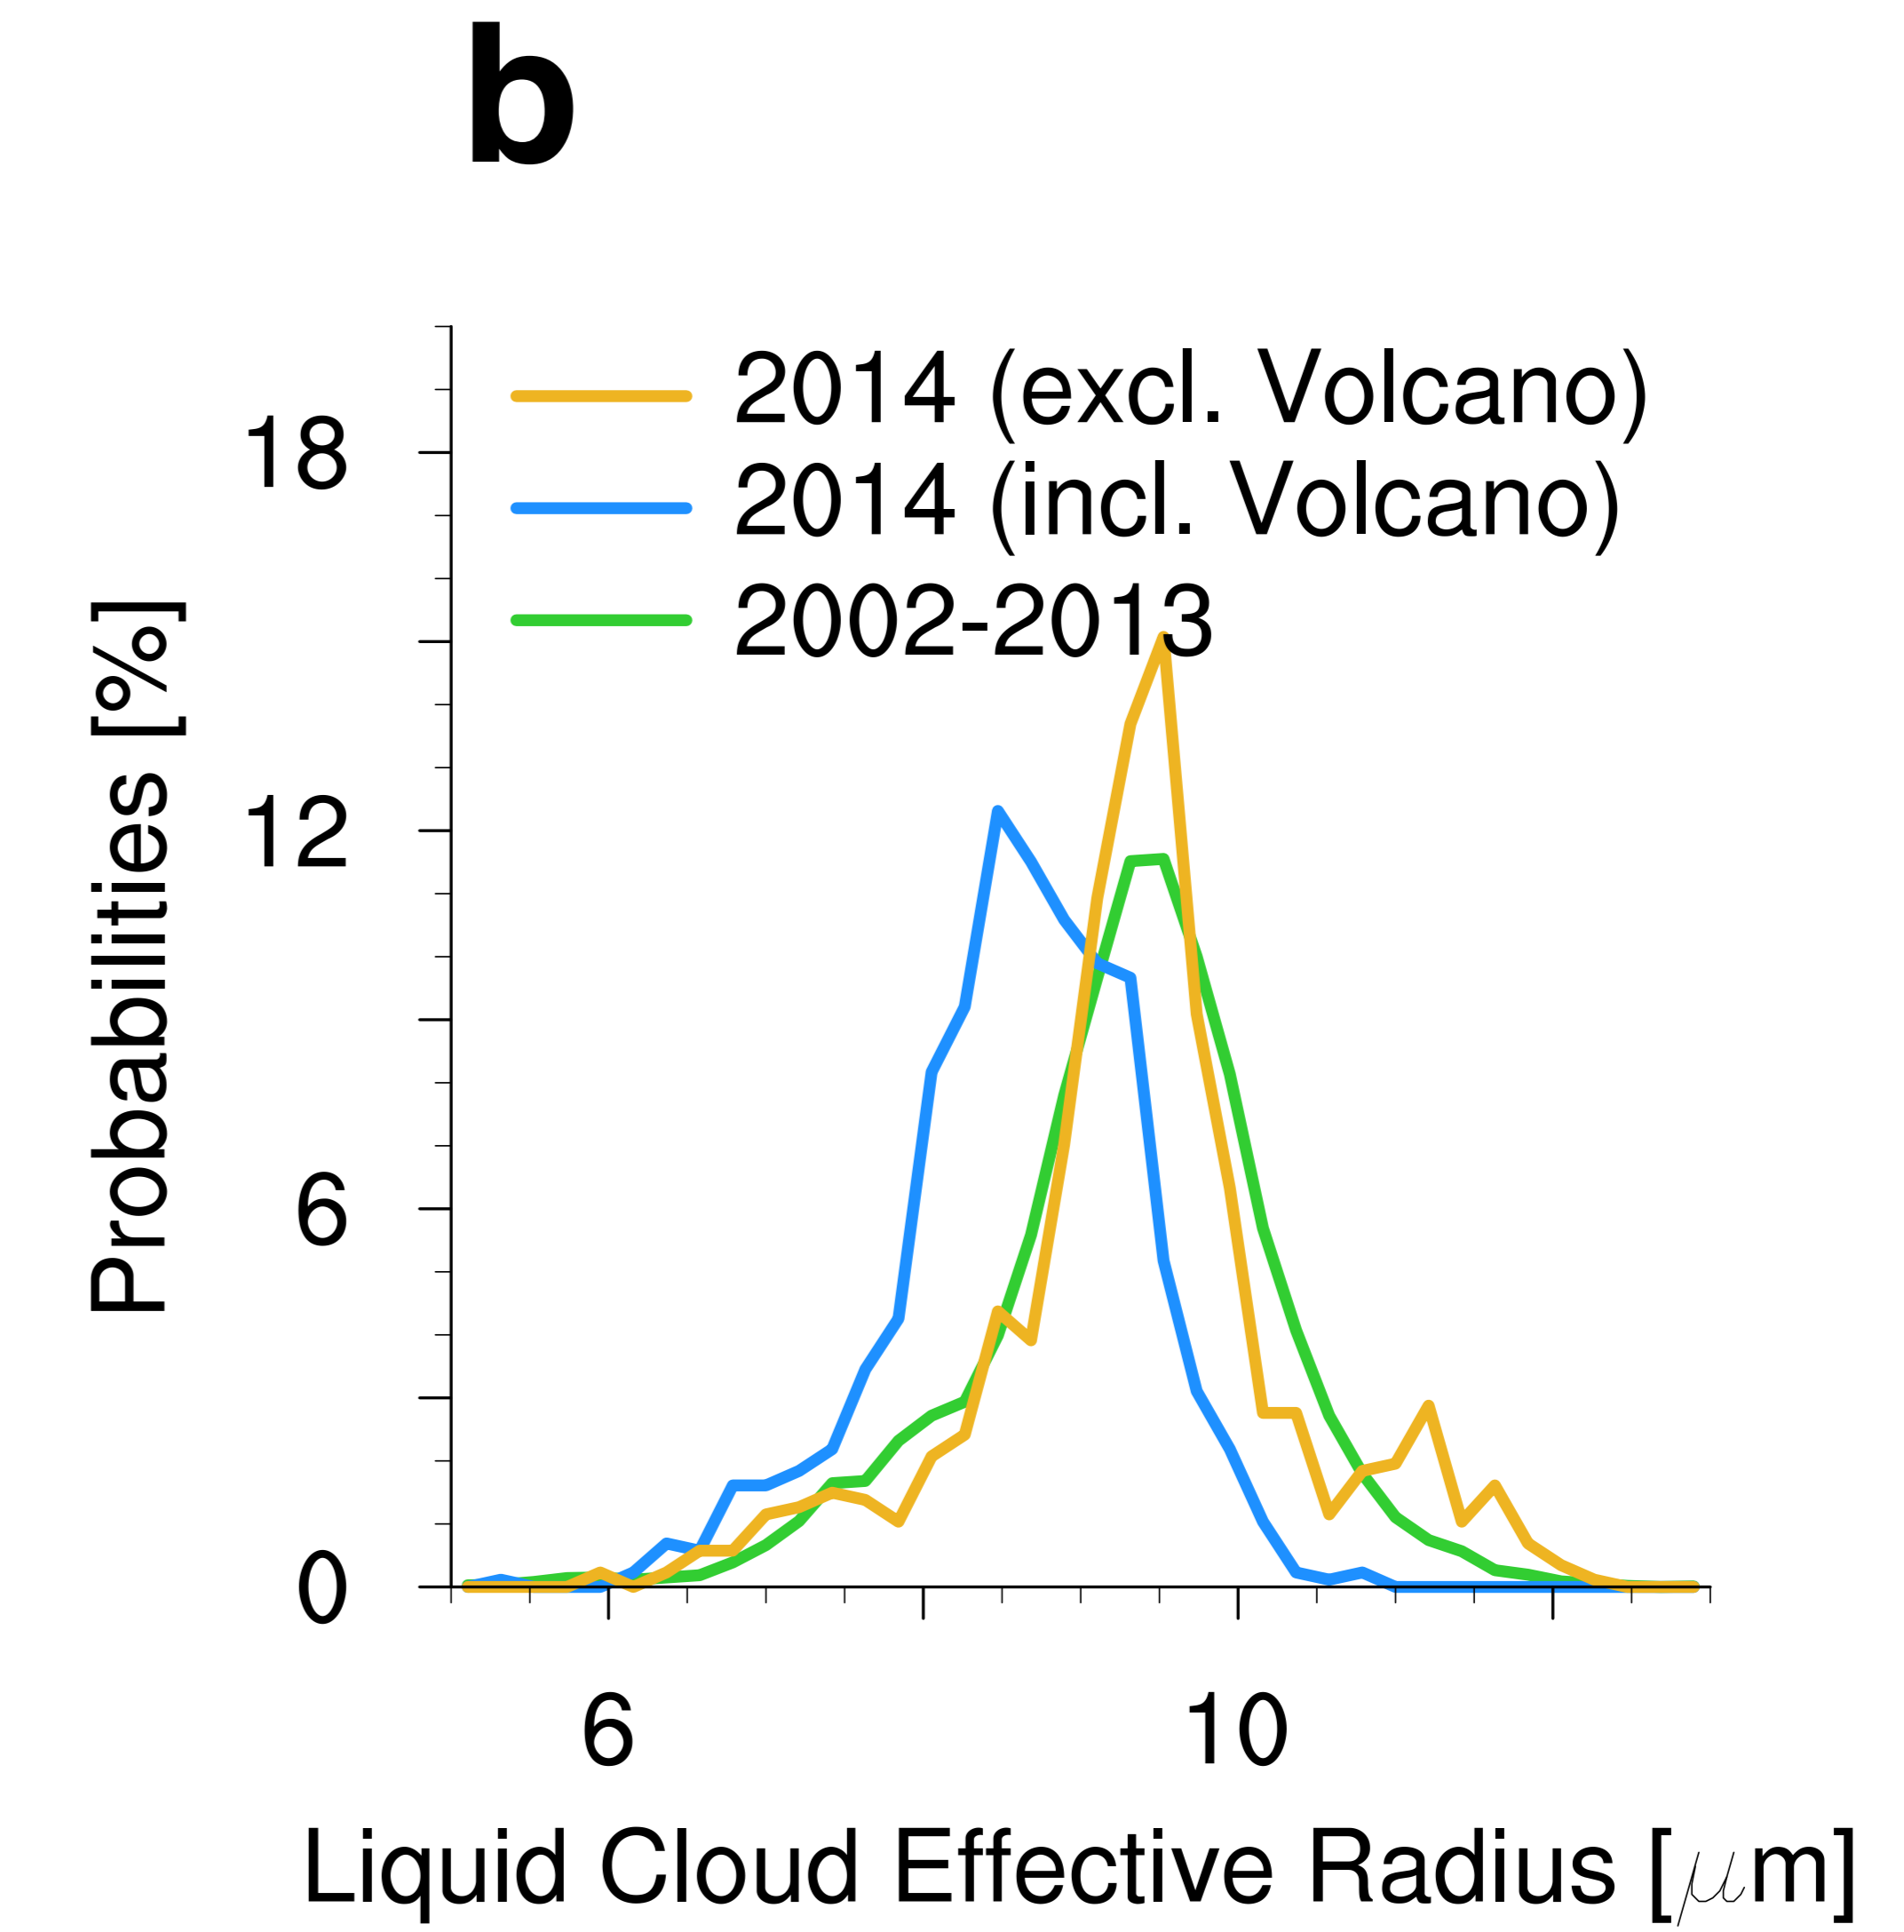 b
2014 (excl. Volcano)
2014 (incl. Volcano)
2002-2013
18
12
6
0
Probabilities [%]
6 10
Liquid Cloud Effective Radius [μm]